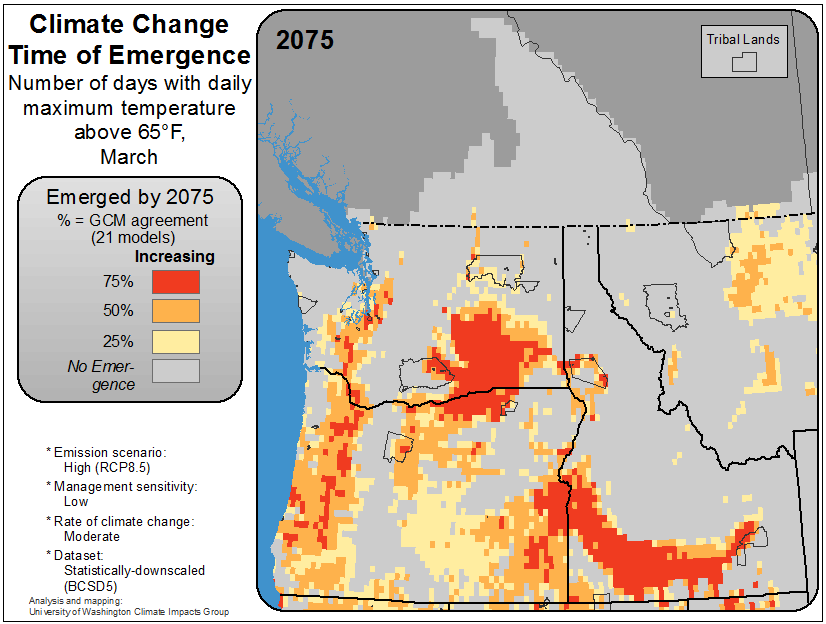 Climate Change
Time of Emergence
Number of days with daily
maximum temperature
above 65°F,
March
Emerged by 2075
% = GCM agreement
(21 models)
Increasing
75%
50%
25%
No Emer-
gence
* Emission scenario:
High (RCP8.5)
* Management sensitivity:
Low
* Rate of climate change:
Moderate
* Dataset:
Statistically-downscaled
(BCSD5)
Analysis and mapping:
University of Washington Climate Impacts Group
2075
Tribal Lands